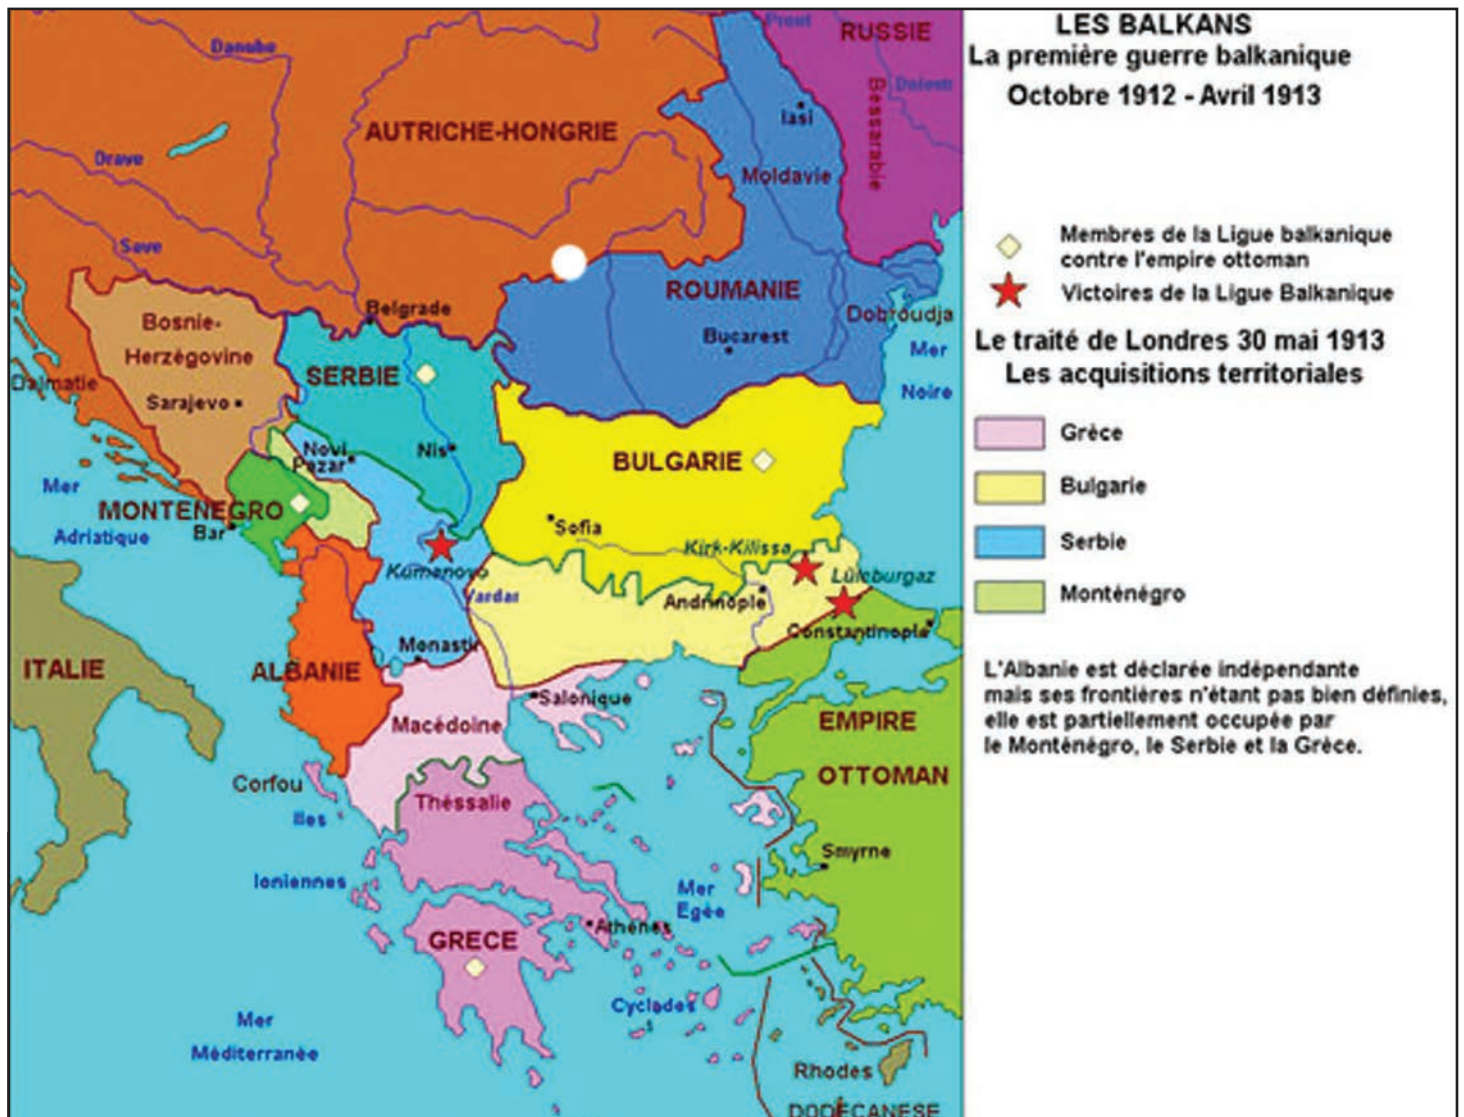 LES BALKANS
La première guerre balkanique
Octobre 1912 - Avril 1913
Membres de la Ligue balkanique
contre l'empire ottoman
Victoires de la Ligue Balkanique
Le traité de Londres 30 mai 1913
Les acquisitions territoriales
Grèce
Bulgarie
Serbie
Monténégro
L'Albanie est déclarée indépendante
mais ses frontières n'étant pas bien définies,
elle est partiellement occupée par
le Monténégro, le Serbie et la Grèce.
Prout
RUSSIE
Danube
Dniestr
Bessarabie
Iasi
AUTRICHE-HONGRIE
Drave
Moldavie
Save
ROUMANIE
Belgrade
Dobroudja
Bosnie-
Herzégovine
Bucarest
Mer
Noire
SERBIE
Dalmatie
Sarajevo
Novi
Pazar
Nis
BULGARIE
Mer
Adriatique
MONTENEGRO
Bar
Sofia
Kirk-Kilissa
Kumanovo
Lüleburgaz
Vardar
Andrinople
Constantinople
Monastir
ITALIE
ALBANIE
Salonique
Macédoine
EMPIRE
OTTOMAN
Corfou
Théssalie
Iles
Ioniennes
Smyrne
Mer
Egée
Athènes
GRECE
Cyclades
Mer
Méditerranée
Rhodes
DODECANESE